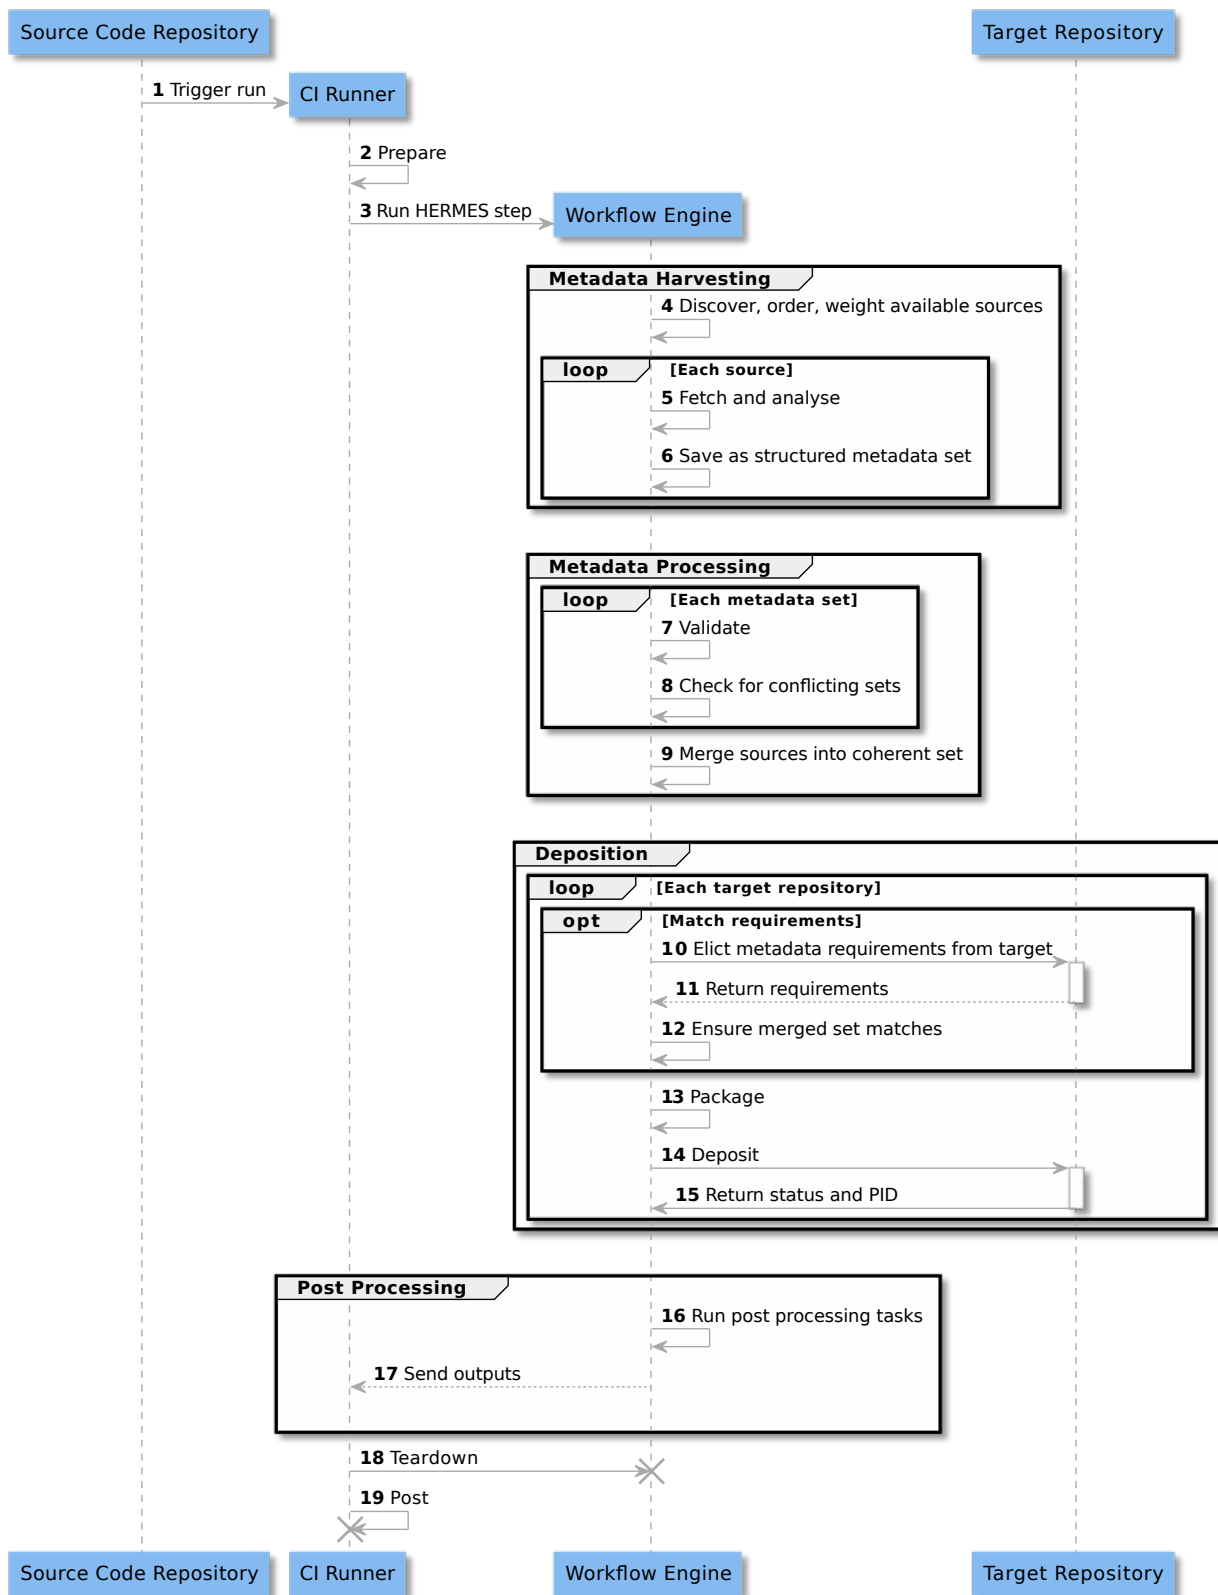 Source Code Repository
Target Repository
1 Trigger run
CI Runner
2 Prepare
3 Run HERMES step
Workflow Engine
Metadata Harvesting
4 Discover, order, weight available sources
loop [Each source]
5 Fetch and analyse
6 Save as structured metadata set
Metadata Processing
loop [Each metadata set]
7 Validate
8 Check for conflicting sets
9 Merge sources into coherent set
Deposition
loop [Each target repository]
opt [Match requirements]
10 Elict metadata requirements from target
11 Return requirements
12 Ensure merged set matches
13 Package
14 Deposit
15 Return status and PID
Post Processing
16 Run post processing tasks
17 Send outputs
18 Teardown
19 Post
Source Code Repository
CI Runner
Workflow Engine
Target Repository